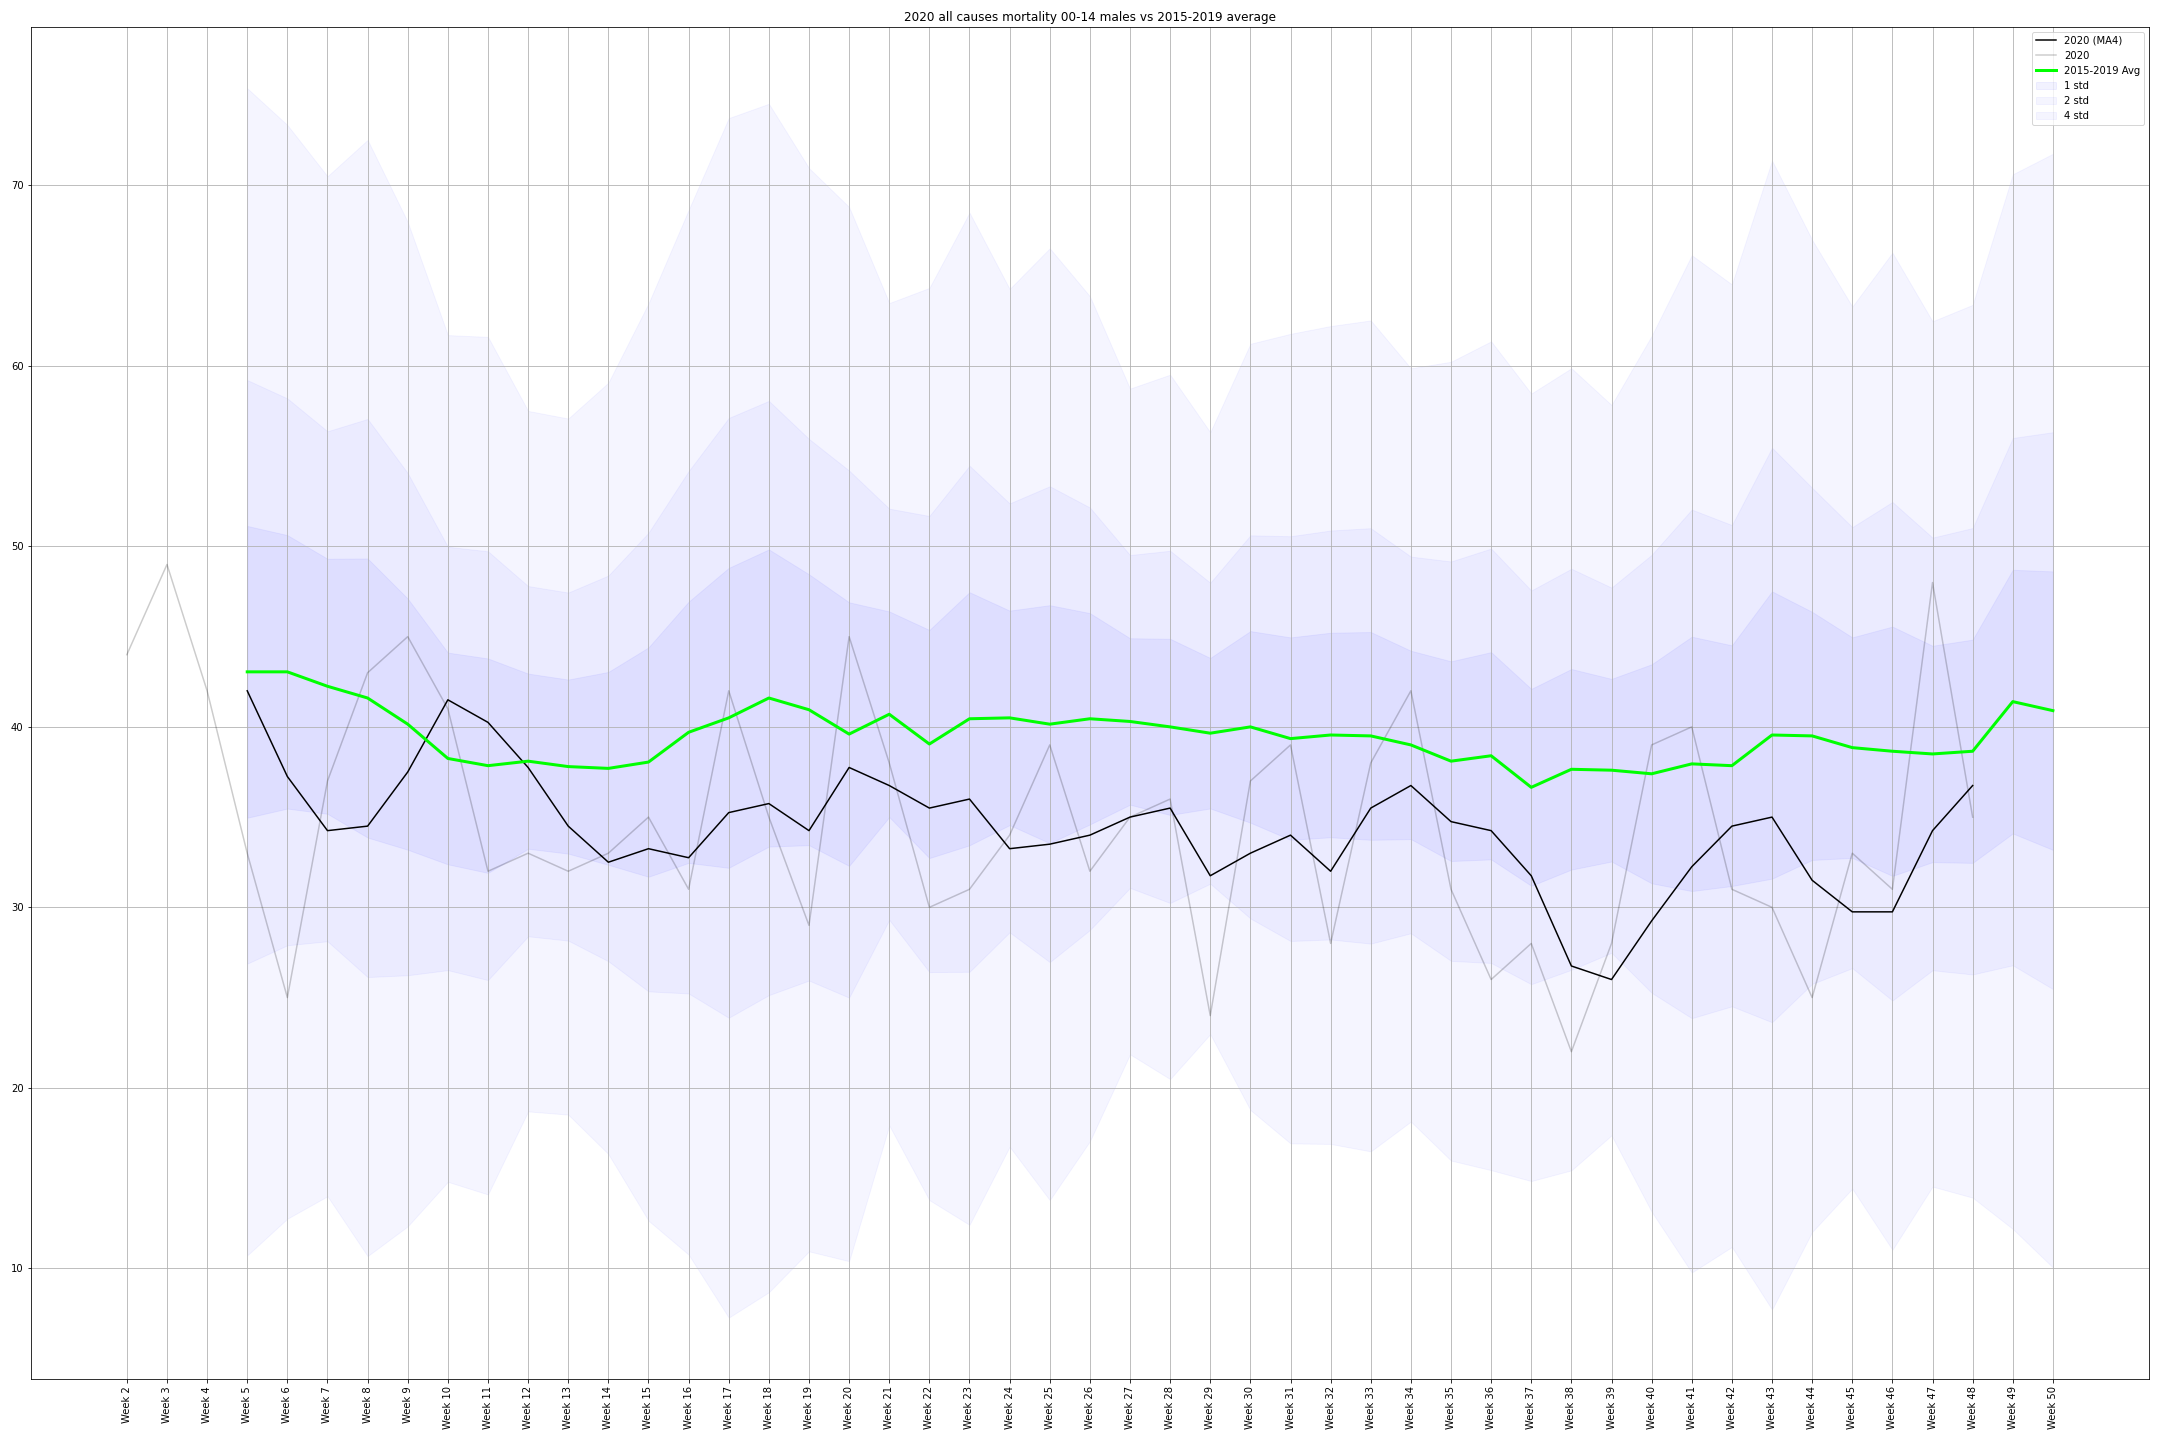 2020 all causes mortality 00-14 males vs 2015-2019 average
2020 (MA4)
2020
2015-2019 Avg
1 std
2 std
4 std
70
60
50
40
30
20
10
Week 2
Week 3
Week 4
Week 5
Week 6
Week 7
Week 8
Week 9
Week 10
Week 11
Week 12
Week 13
Week 14
Week 15
Week 16
Week 17
Week 18
Week 19
Week 20
Week 21
Week 22
Week 23
Week 24
Week 25
Week 26
Week 27
Week 28
Week 29
Week 30
Week 31
Week 32
Week 33
Week 34
Week 35
Week 36
Week 37
Week 38
Week 39
Week 40
Week 41
Week 42
Week 43
Week 44
Week 45
Week 46
Week 47
Week 48
Week 49
Week 50